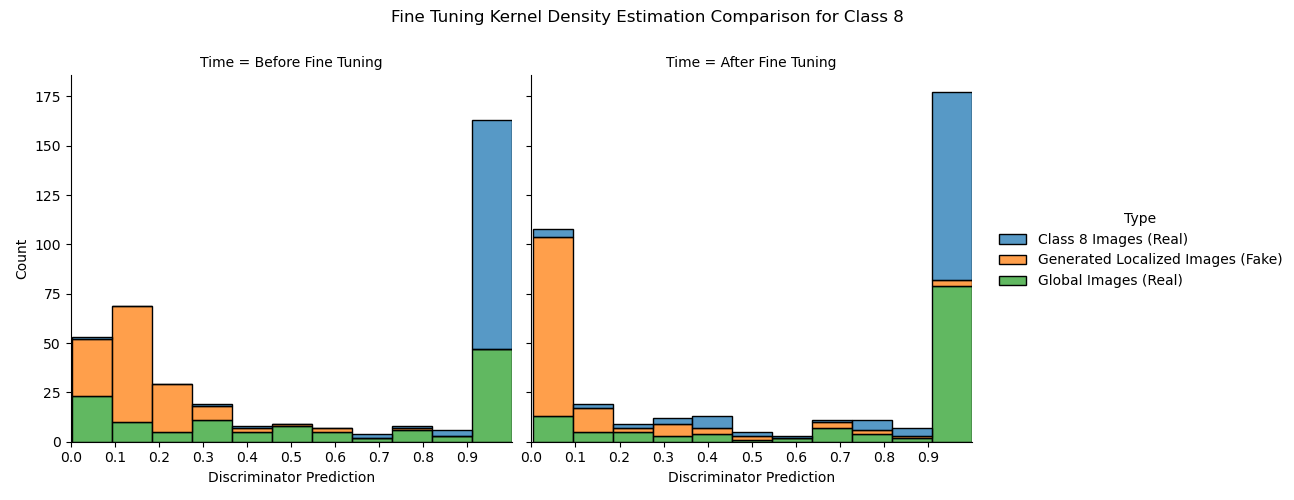 Fine Tuning Kernel Density Estimation Comparison for Class 8
Time = Before Fine Tuning
Time = After Fine Tuning
175
150
125
100
75
50
25
0
Count
0.0 0.1 0.2 0.3 0.4 0.5 0.6 0.7 0.8 0.9
Discriminator Prediction
0.0 0.1 0.2 0.3 0.4 0.5 0.6 0.7 0.8 0.9
Discriminator Prediction
Type
Class 8 Images (Real)
Generated Localized Images (Fake)
Global Images (Real)